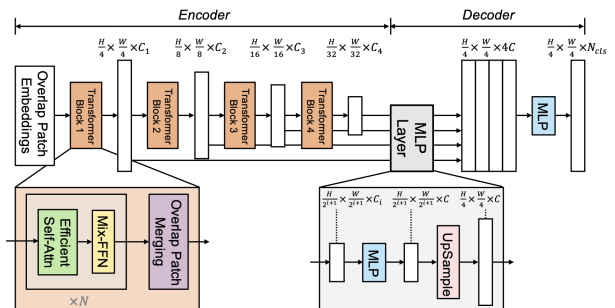 Encoder
Decoder
H/4 × W/4 × C₁
H/8 × W/8 × C₂
H/16 × W/16 × C₃
H/32 × W/32 × C₄
H/4 × W/4 × 4C
H/4 × W/4 × N_cls
Overlap Patch
Embeddings
Transformer
Block 1
Transformer
Block 2
Transformer
Block 3
Transformer
Block 4
MLP
Layer
MLP
Efficient
Self-Attn
Mix-FFN
Overlap Patch
Merging
×N
H/2^{i+1} × W/2^{i+1} × C_i
H/2^{i+1} × W/2^{i+1} × C
H/4 × W/4 × C
MLP
UpSample